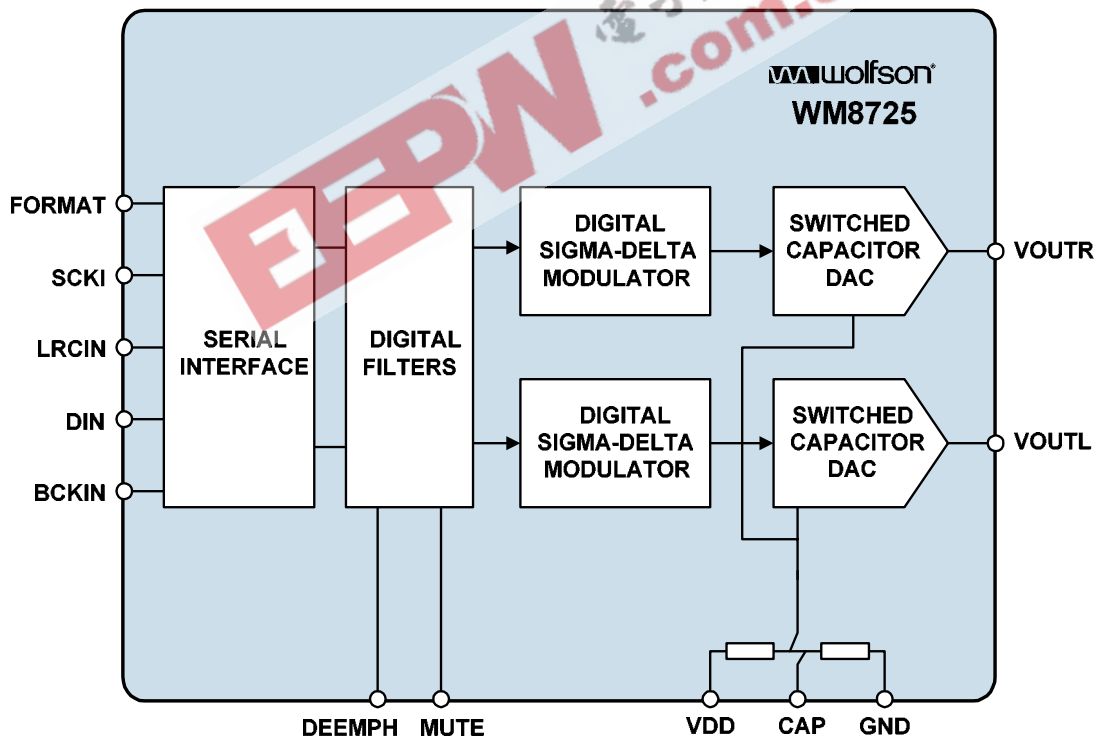 wolfson®
WM8725
FORMAT
SCKI
LRCIN
DIN
BCKIN
SERIAL
INTERFACE
DIGITAL
FILTERS
DIGITAL
SIGMA-DELTA
MODULATOR
SWITCHED
CAPACITOR
DAC
VOUTR
DIGITAL
SIGMA-DELTA
MODULATOR
SWITCHED
CAPACITOR
DAC
VOUTL
DEEMPH
MUTE
VDD
CAP
GND
EEPW
.com.